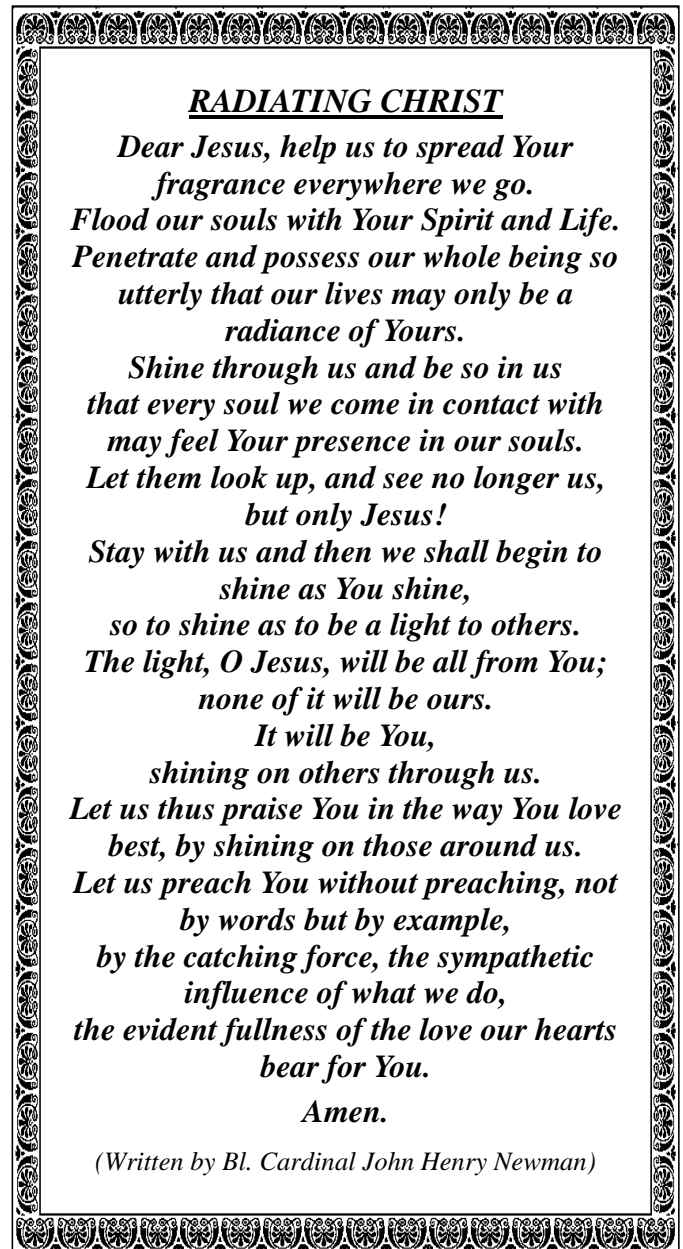 RADIATING CHRIST
Dear Jesus, help us to spread Your
fragrance everywhere we go.
Flood our souls with Your Spirit and Life.
Penetrate and possess our whole being so
utterly that our lives may only be a
radiance of Yours.
Shine through us and be so in us
that every soul we come in contact with
may feel Your presence in our souls.
Let them look up, and see no longer us,
but only Jesus!
Stay with us and then we shall begin to
shine as You shine,
so to shine as to be a light to others.
The light, O Jesus, will be all from You;
none of it will be ours.
It will be You,
shining on others through us.
Let us thus praise You in the way You love
best, by shining on those around us.
Let us preach You without preaching, not
by words but by example,
by the catching force, the sympathetic
influence of what we do,
the evident fullness of the love our hearts
bear for You.
Amen.
(Written by Bl. Cardinal John Henry Newman)